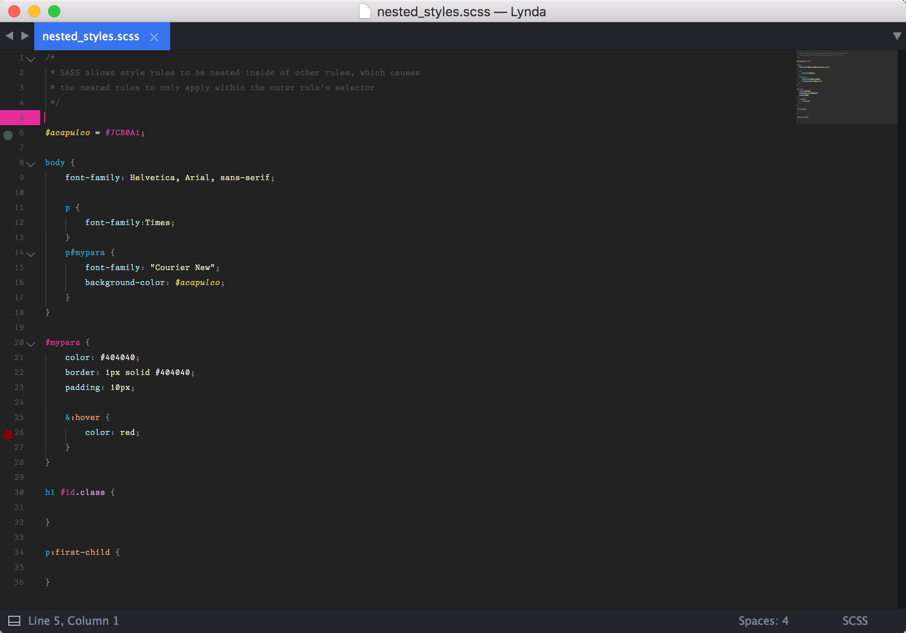 nested_styles.scss — Lynda
nested_styles.scss
1 /*
2 * SASS allows style rules to be nested inside of other rules, which causes
3 * the nested rules to only apply within the outer rule's selector
4 */
5
6 $acapulco = #7CB0A1;
7
8 body {
9 font-family: Helvetica, Arial, sans-serif;
10
11 p {
12 font-family:Times;
13 }
14 p#mypara {
15 font-family: "Courier New";
16 background-color: $acapulco;
17 }
18 }
19
20 #mypara {
21 color: #404040;
22 border: 1px solid #404040;
23 padding: 10px;
24
25 &:hover {
26 color: red;
27 }
28 }
29
30 h1 #id.class {
31
32 }
33
34 p:first-child {
35
36 }
Line 5, Column 1 Spaces: 4 SCSS